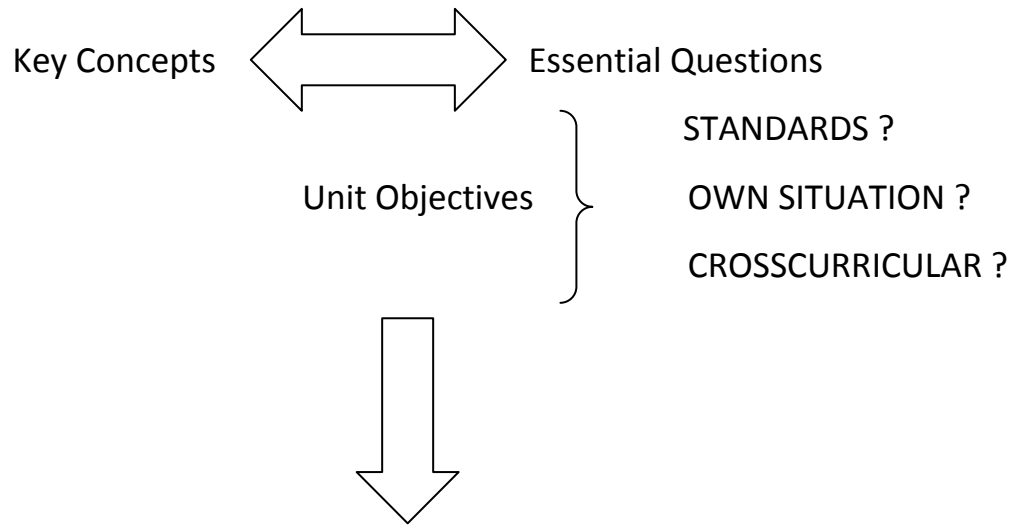 Key Concepts Essential Questions
STANDARDS ?
Unit Objectives OWN SITUATION ?
CROSSCURRICULAR ?